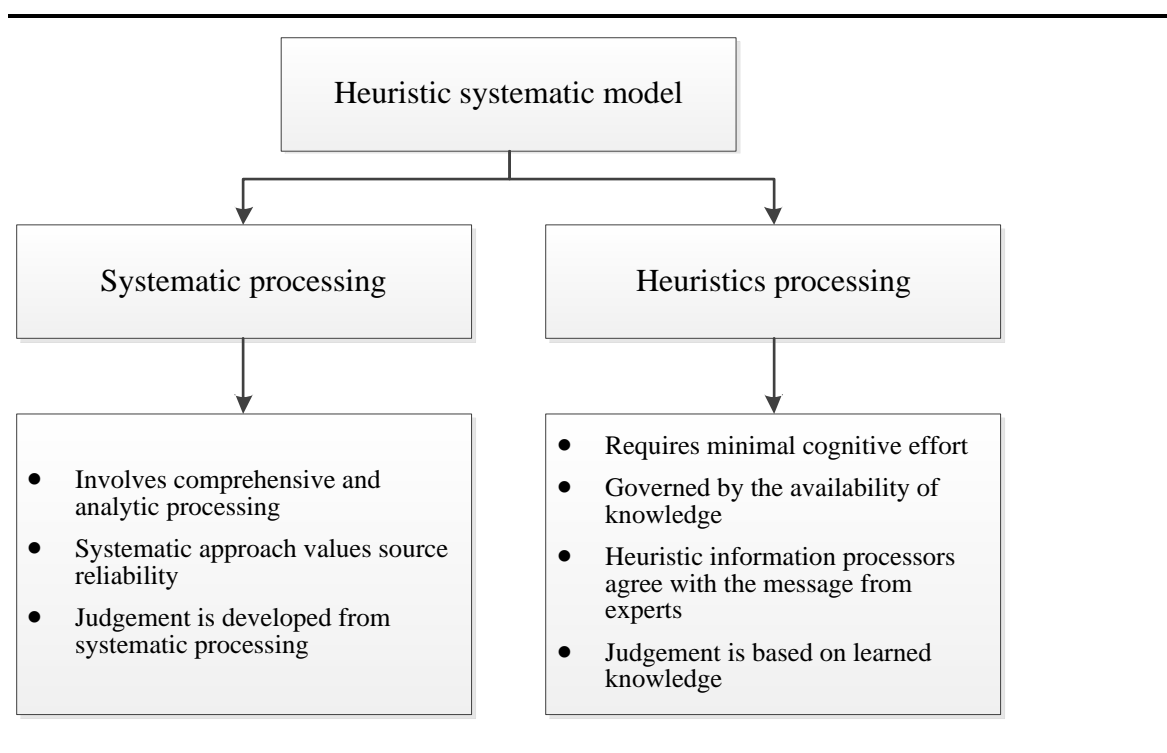 Heuristic systematic model
Systematic processing
Heuristics processing
● Involves comprehensive and
analytic processing
● Systematic approach values source
reliability
● Judgement is developed from
systematic processing
● Requires minimal cognitive effort
● Governed by the availability of
knowledge
● Heuristic information processors
agree with the message from
experts
● Judgement is based on learned
knowledge